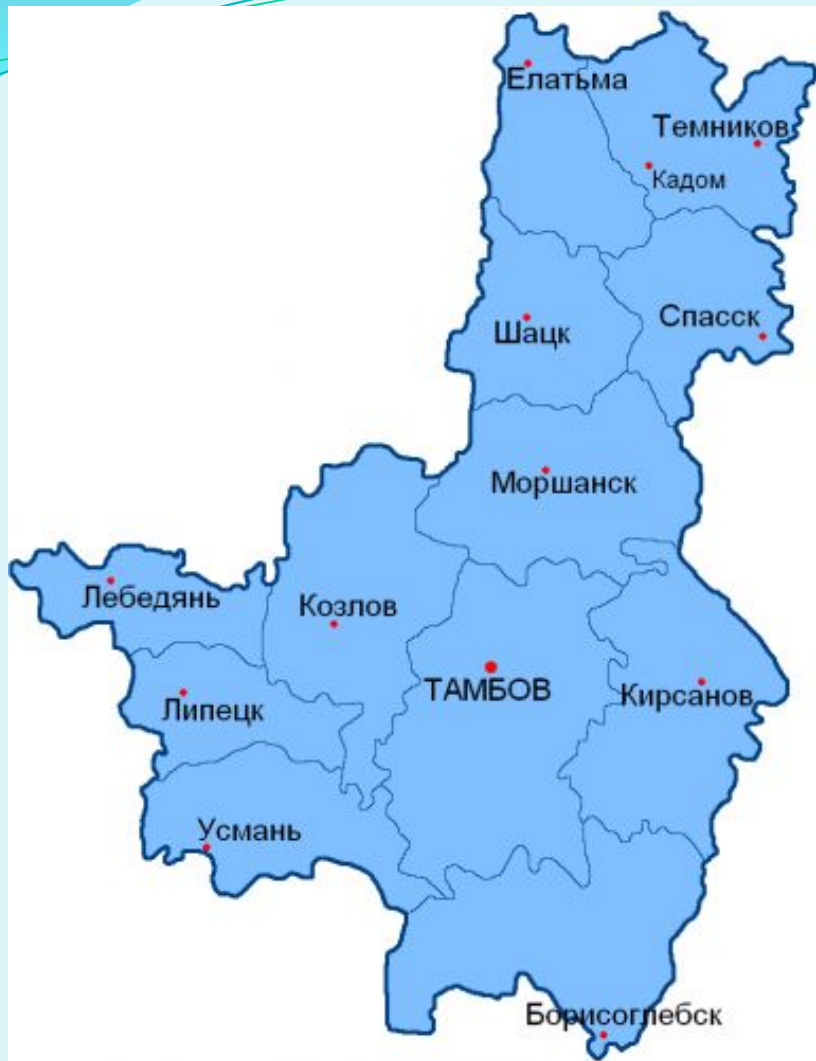 Елатьма
Темников
Кадом
Спасск
Шацк
Моршанск
Лебедянь
Козлов
ТАМБОВ
Кирсанов
Липецк
Усмань
Борисоглебск